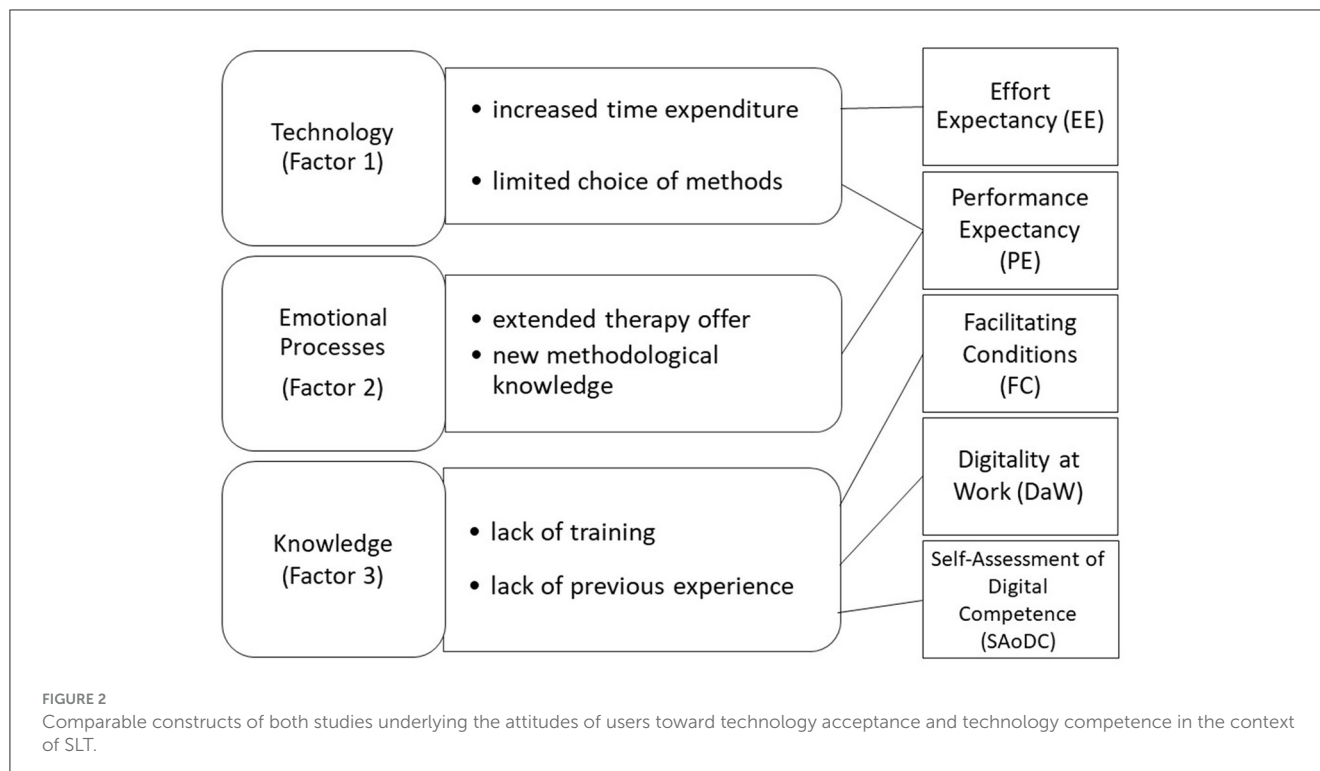 Technology
(Factor 1)
• increased time expenditure
• limited choice of methods
Effort
Expectancy (EE)
Performance
Expectancy
(PE)
Emotional
Processes
(Factor 2)
• extended therapy offer
• new methodological
knowledge
Facilitating
Conditions
(FC)
Digitality at
Work (DaW)
Knowledge
(Factor 3)
• lack of training
• lack of previous experience
Self-Assessment of
Digital
Competence
(SAoDC)
FIGURE 2
Comparable constructs of both studies underlying the attitudes of users toward technology acceptance and technology competence in the context
of SLT.